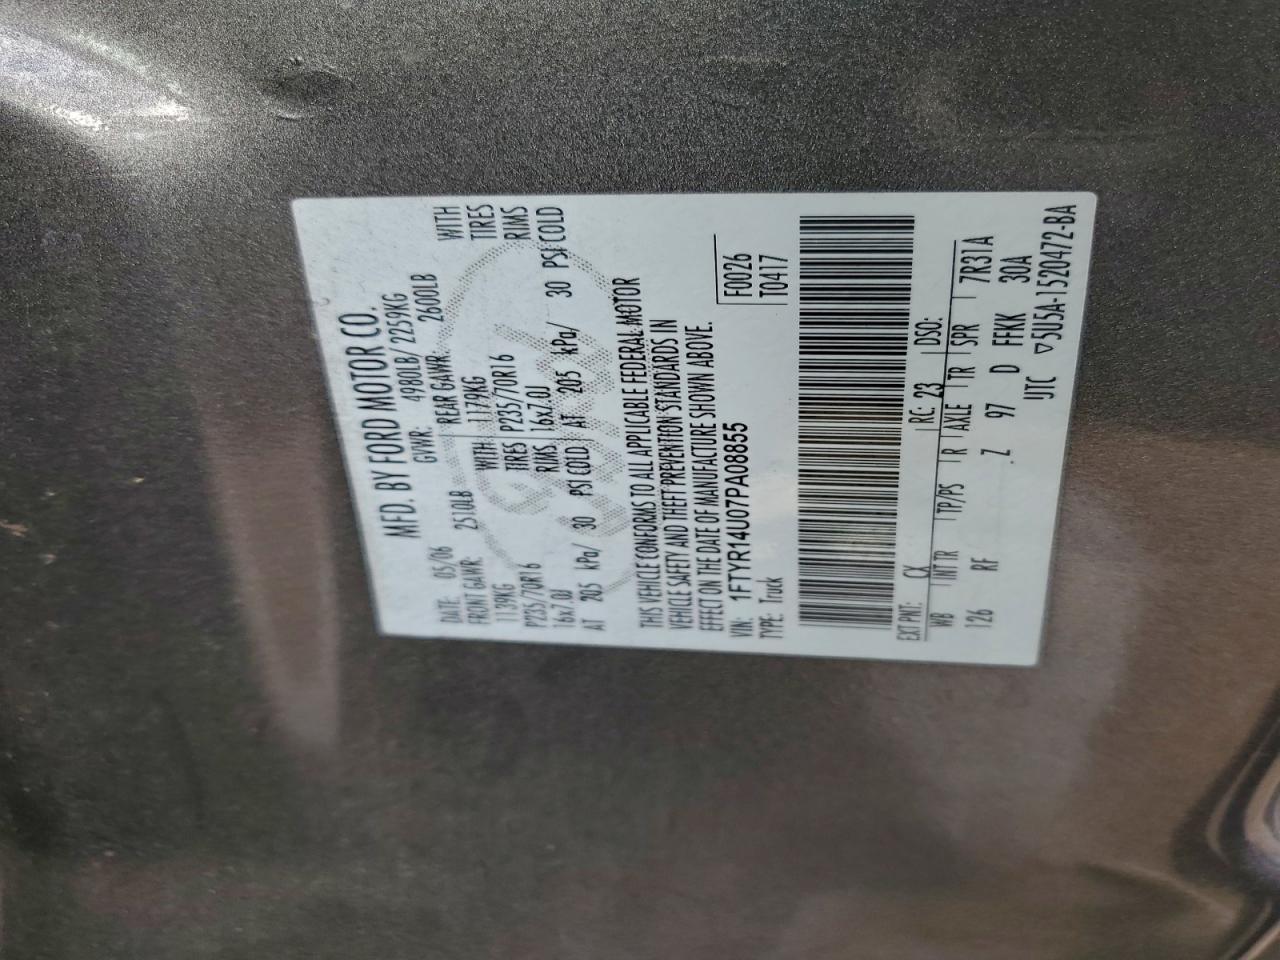 MFD. BY FORD MOTOR CO.
DATE: 05/06 GVWR: 4980LB/ 2259KG
FRONT GAWR: 2510LB REAR GAWR: 2600LB
1139KG WITH 1179KG WITH
P235/70R16 TIRES P235/70R16 TIRES
16x7.0J RIMS 16x7.0J RIMS
AT 205 kPa/ 30 PSI COLD AT 205 kPa/ 30 PSI COLD
THIS VEHICLE CONFORMS TO ALL APPLICABLE FEDERAL MOTOR
VEHICLE SAFETY AND THEFT PREVENTION STANDARDS IN
EFFECT ON THE DATE OF MANUFACTURE SHOWN ABOVE.
VIN: 1FTYR14U07PA08855 F0026
TYPE: Truck T0417
EXT PNT: CX RC: 23 DSO:
WB INT TR TP/PS R AXLE TR SPR 7R31A
126 RF Z 97 D FFKK 30A
UTC ▽5U5A-1520472-BA